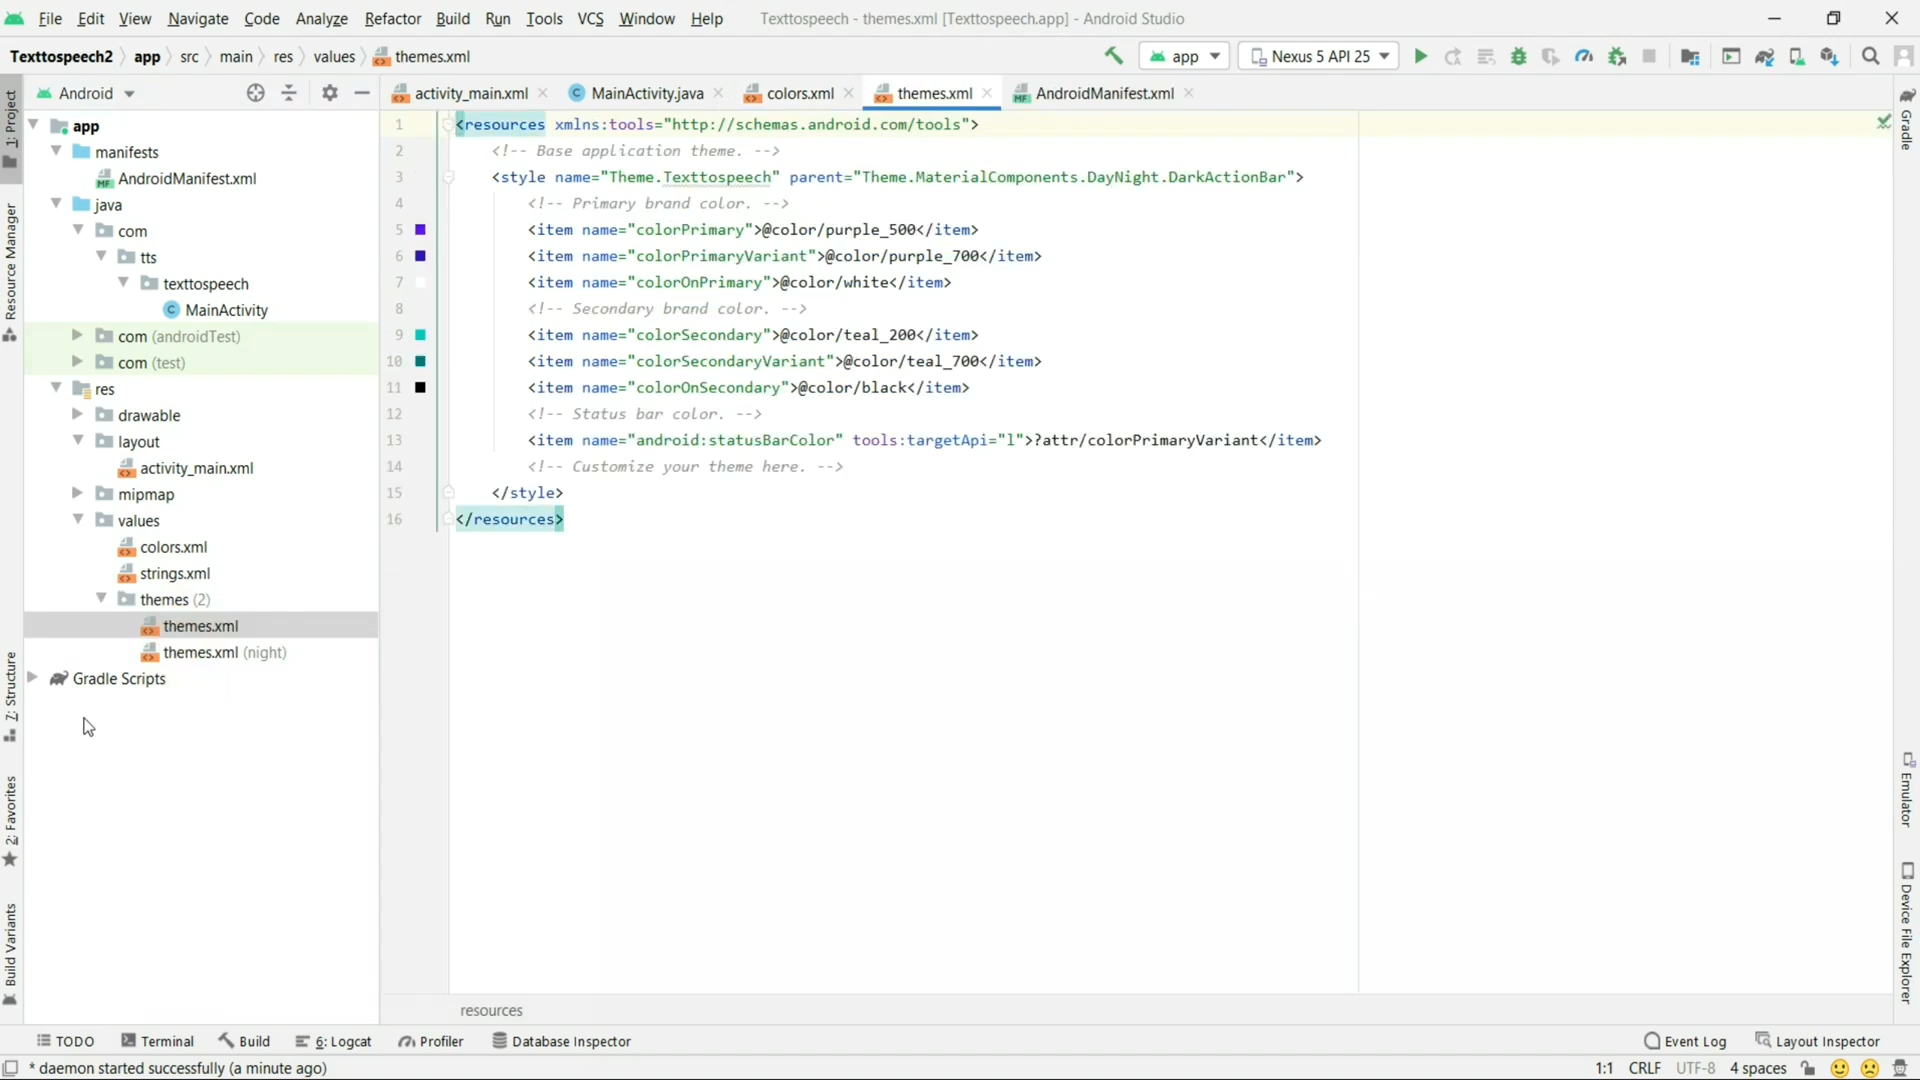 File Edit View Navigate Code Analyze Refactor Build Run Tools VCS Window Help Texttospeech - themes.xml [Texttospeech.app] - Android Studio
Texttospeech2 app src main res values themes.xml app Nexus 5 API 25
Android
activity_main.xml MainActivity.java colors.xml themes.xml AndroidManifest.xml
1: Project
Resource Manager
7: Structure
2: Favorites
Build Variants
app
manifests
AndroidManifest.xml
java
com
tts
texttospeech
MainActivity
com (androidTest)
com (test)
res
drawable
layout
activity_main.xml
mipmap
values
colors.xml
strings.xml
themes (2)
themes.xml
themes.xml (night)
Gradle Scripts
1 <resources xmlns:tools="http://schemas.android.com/tools">
2 <!-- Base application theme. -->
3 <style name="Theme.Texttospeech" parent="Theme.MaterialComponents.DayNight.DarkActionBar">
4 <!-- Primary brand color. -->
5 <item name="colorPrimary">@color/purple_500</item>
6 <item name="colorPrimaryVariant">@color/purple_700</item>
7 <item name="colorOnPrimary">@color/white</item>
8 <!-- Secondary brand color. -->
9 <item name="colorSecondary">@color/teal_200</item>
10 <item name="colorSecondaryVariant">@color/teal_700</item>
11 <item name="colorOnSecondary">@color/black</item>
12 <!-- Status bar color. -->
13 <item name="android:statusBarColor" tools:targetApi="l">?attr/colorPrimaryVariant</item>
14 <!-- Customize your theme here. -->
15 </style>
16 </resources>
resources
Gradle
Emulator
Device File Explorer
TODO Terminal Build 6: Logcat Profiler Database Inspector Event Log Layout Inspector
* daemon started successfully (a minute ago) 1:1 CRLF UTF-8 4 spaces